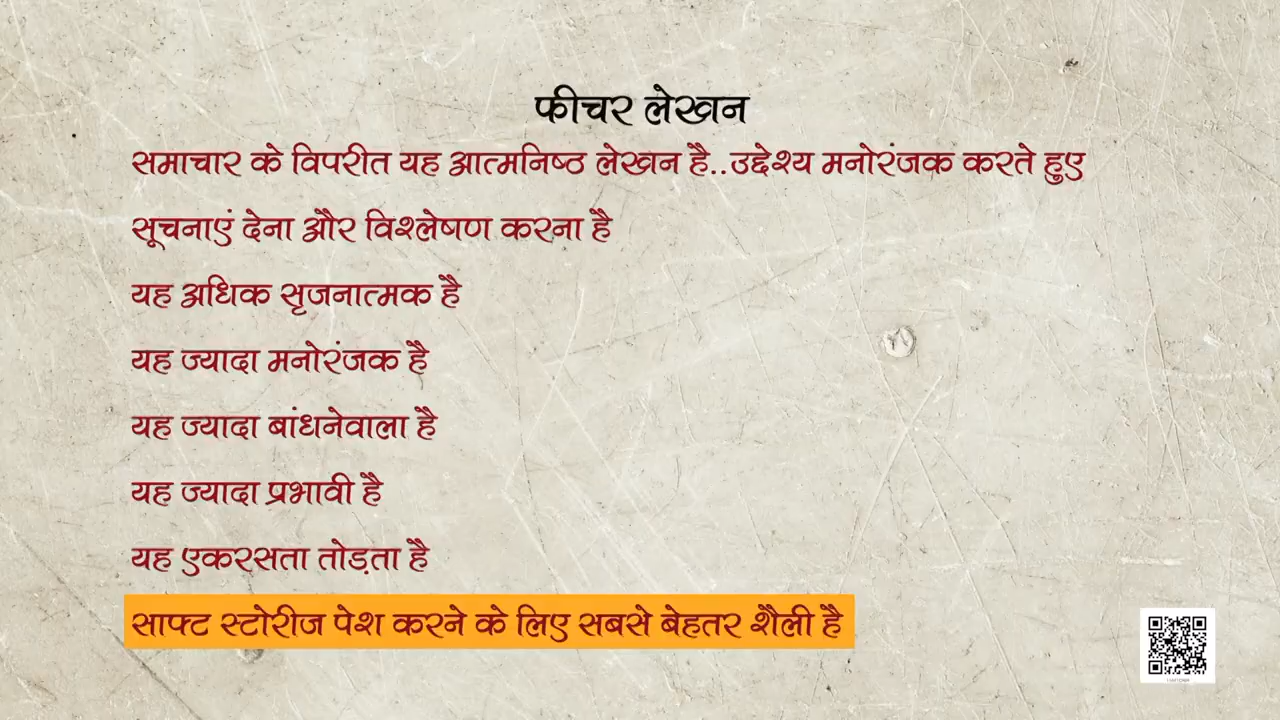 फीचर लेखन
समाचार के विपरीत यह आत्मनिष्ठ लेखन है..उद्देश्य मनोरंजक करते हुए
सूचनाएं देना और विश्लेषण करना है
यह अधिक सृजनात्मक है
यह ज्यादा मनोरंजक है
यह ज्यादा बांधनेवाला है
यह ज्यादा प्रभावी है
यह एकरसता तोड़ता है
साफ्ट स्टोरीज पेश करने के लिए सबसे बेहतर शैली है